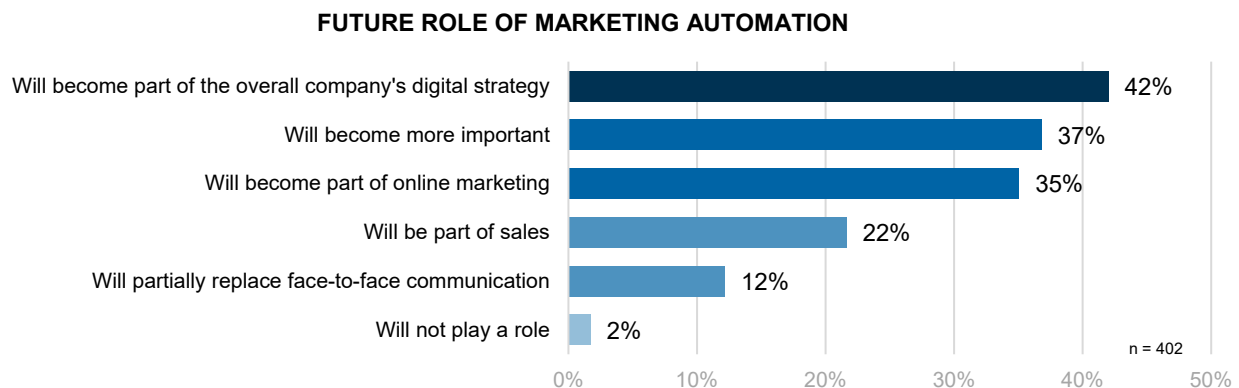 FUTURE ROLE OF MARKETING AUTOMATION
Will become part of the overall company's digital strategy 42%
Will become more important 37%
Will become part of online marketing 35%
Will be part of sales 22%
Will partially replace face-to-face communication 12%
Will not play a role 2%
n = 402
0% 10% 20% 30% 40% 50%